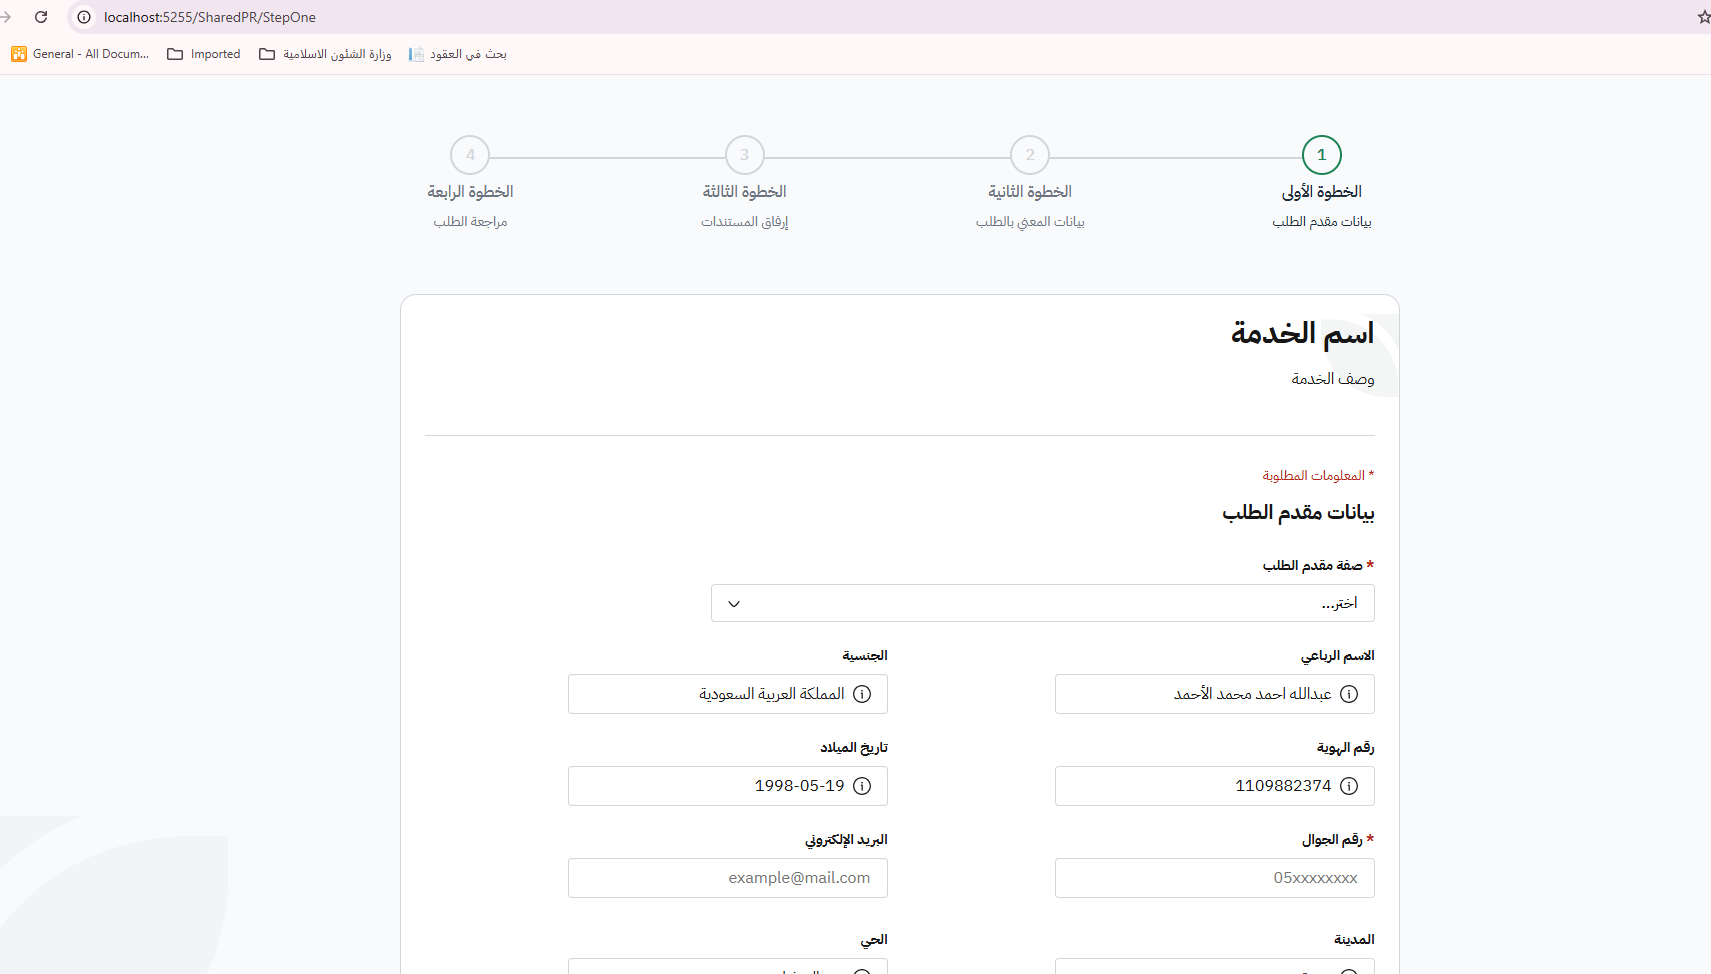 localhost:5255/SharedPR/StepOne
General - All Docum...
Imported
وزارة الشئون الاسلامية
بحث في العقود
1
2
3
4
الخطوة الأولى
الخطوة الثانية
الخطوة الثالثة
الخطوة الرابعة
بيانات مقدم الطلب
بيانات المعني بالطلب
إرفاق المستندات
مراجعة الطلب
اسم الخدمة
وصف الخدمة
* المعلومات المطلوبة
بيانات مقدم الطلب
* صفة مقدم الطلب
اختر...
الاسم الرباعي
الجنسية
عبدالله احمد محمد الأحمد
المملكة العربية السعودية
رقم الهوية
تاريخ الميلاد
1109882374
1998-05-19
* رقم الجوال
البريد الإلكتروني
05xxxxxxxx
example@mail.com
المدينة
الحي